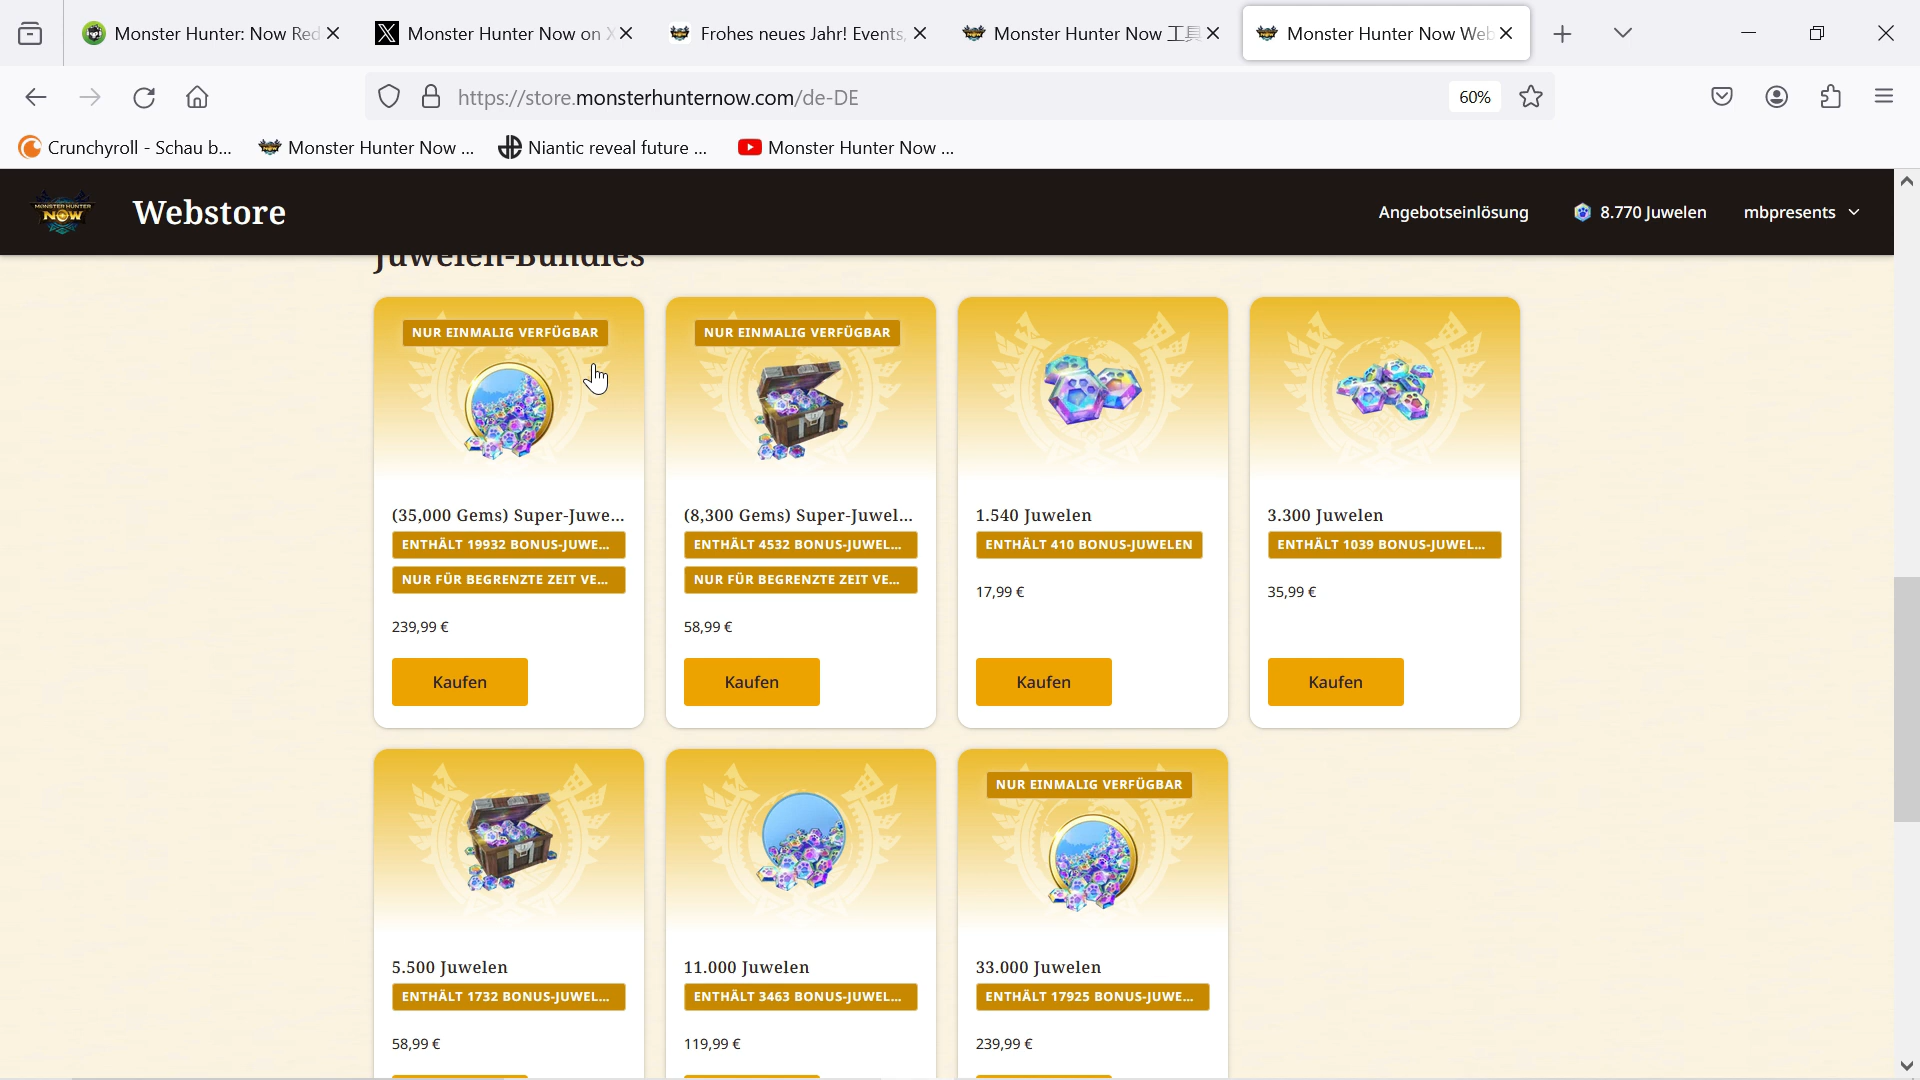 Monster Hunter: Now Red
Monster Hunter Now on X
Frohes neues Jahr! Events,
Monster Hunter Now 工具
Monster Hunter Now Web
https://store.monsterhunternow.com/de-DE
60%
Crunchyroll - Schau b...
Monster Hunter Now ...
Niantic reveal future ...
Monster Hunter Now ...
MONSTER HUNTER
NOW
Webstore
Angebotseinlösung
8.770 Juwelen
mbpresents
Juwelen-Bundles
NUR EINMALIG VERFÜGBAR
(35,000 Gems) Super-Juwe...
ENTHÄLT 19932 BONUS-JUWE...
NUR FÜR BEGRENZTE ZEIT VE...
239,99 €
Kaufen
NUR EINMALIG VERFÜGBAR
(8,300 Gems) Super-Juwel...
ENTHÄLT 4532 BONUS-JUWEL...
NUR FÜR BEGRENZTE ZEIT VE...
58,99 €
Kaufen
1.540 Juwelen
ENTHÄLT 410 BONUS-JUWELEN
17,99 €
Kaufen
3.300 Juwelen
ENTHÄLT 1039 BONUS-JUWEL...
35,99 €
Kaufen
5.500 Juwelen
ENTHÄLT 1732 BONUS-JUWEL...
58,99 €
11.000 Juwelen
ENTHÄLT 3463 BONUS-JUWEL...
119,99 €
NUR EINMALIG VERFÜGBAR
33.000 Juwelen
ENTHÄLT 17925 BONUS-JUWE...
239,99 €